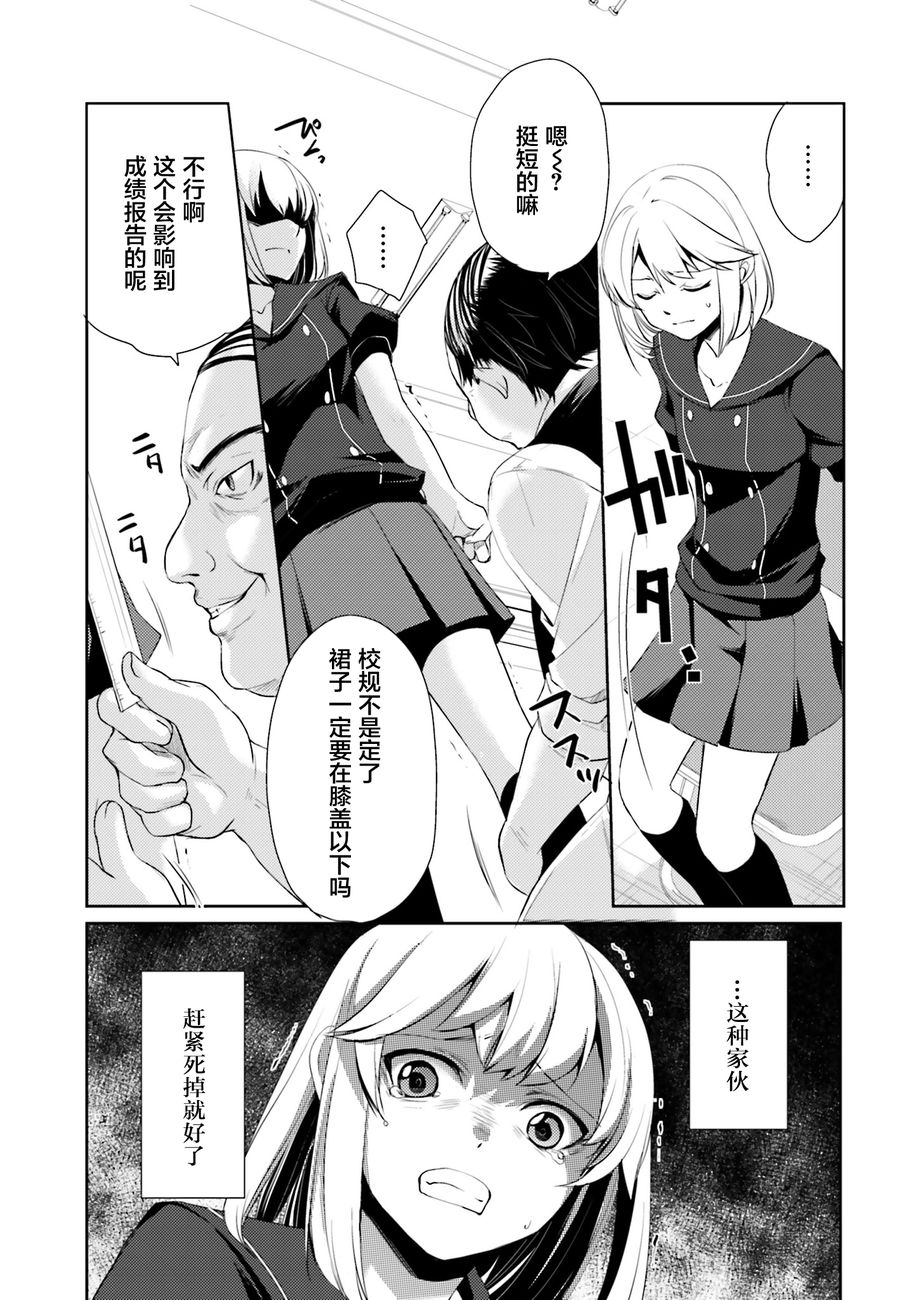 ……
ガタ…!
嗯～?
挺短的嘛
スッ
……
ぴくっ
校规不是定了
裙子一定要在膝盖以下吗
不行啊
这个会影响到
成绩报告的呢
ニタ
ニタ
…这种家伙
赶紧死掉就好了